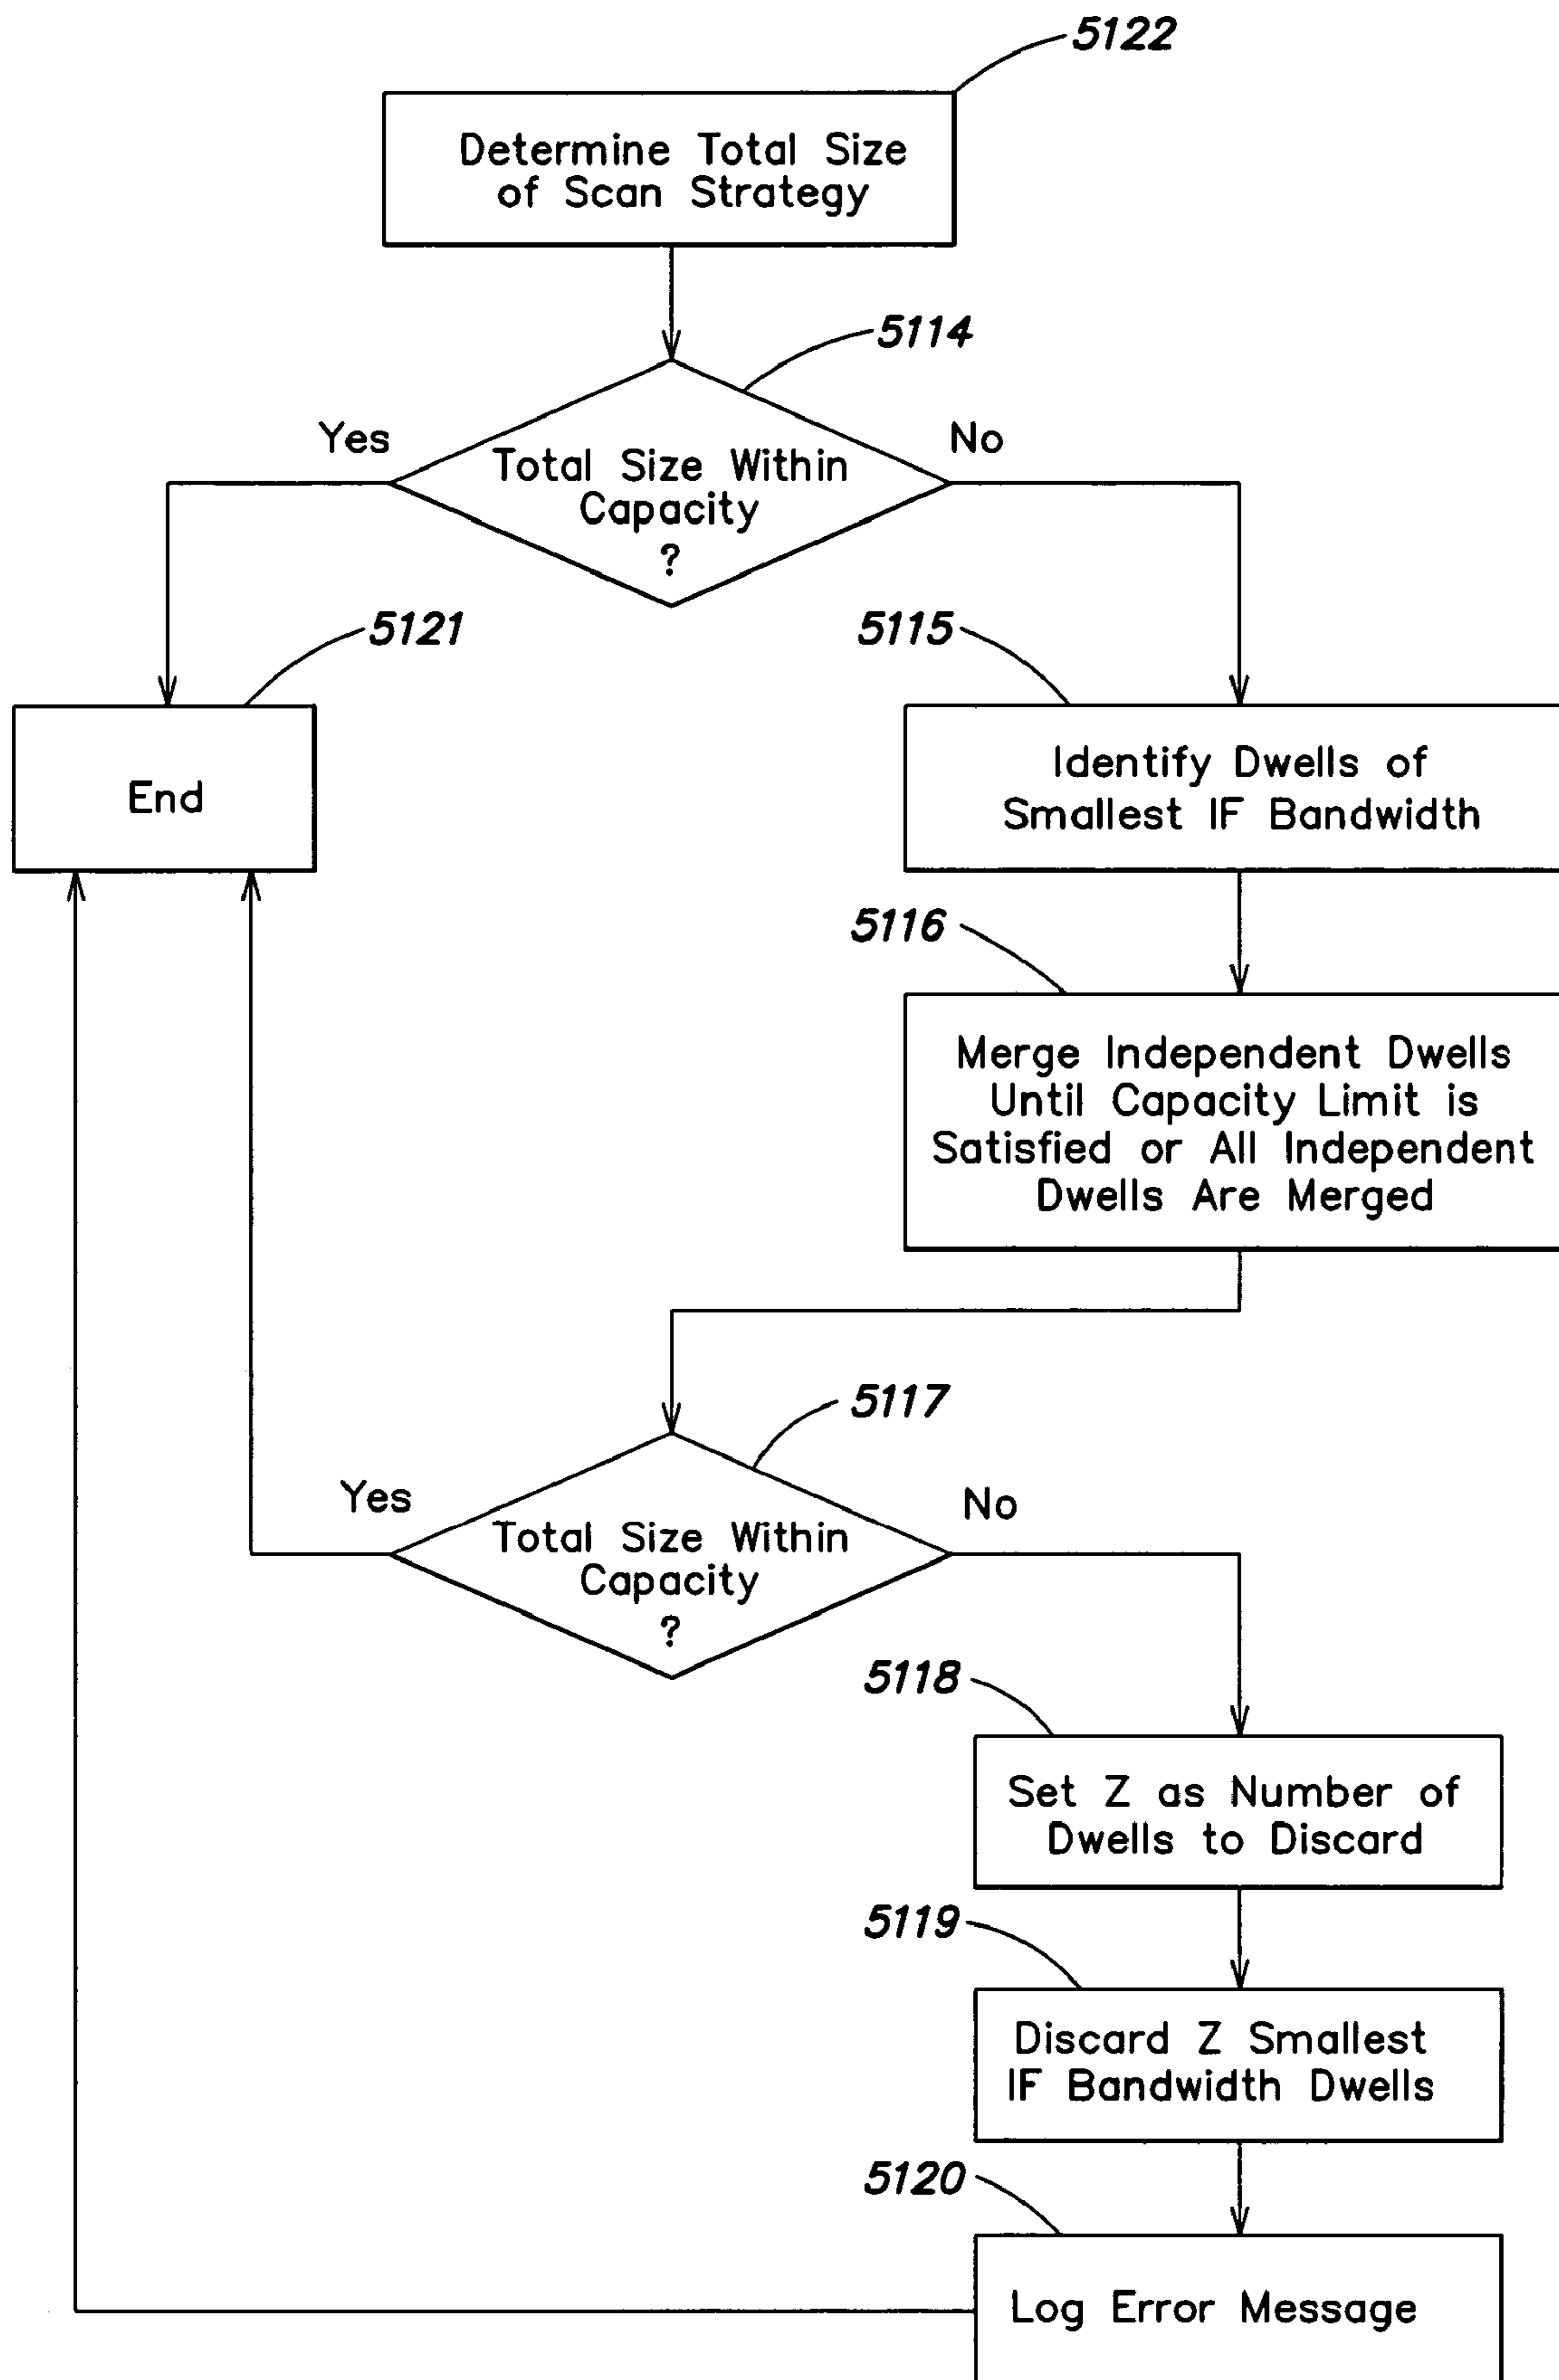 5122
Determine Total Size
of Scan Strategy
5114
Yes
No
Total Size Within
Capacity
?
5121
5115
End
Identify Dwells of
Smallest IF Bandwidth
5116
Merge Independent Dwells
Until Capacity Limit is
Satisfied or All Independent
Dwells Are Merged
5117
Yes
No
Total Size Within
Capacity
?
5118
Set Z as Number of
Dwells to Discard
5119
Discard Z Smallest
IF Bandwidth Dwells
5120
Log Error Message